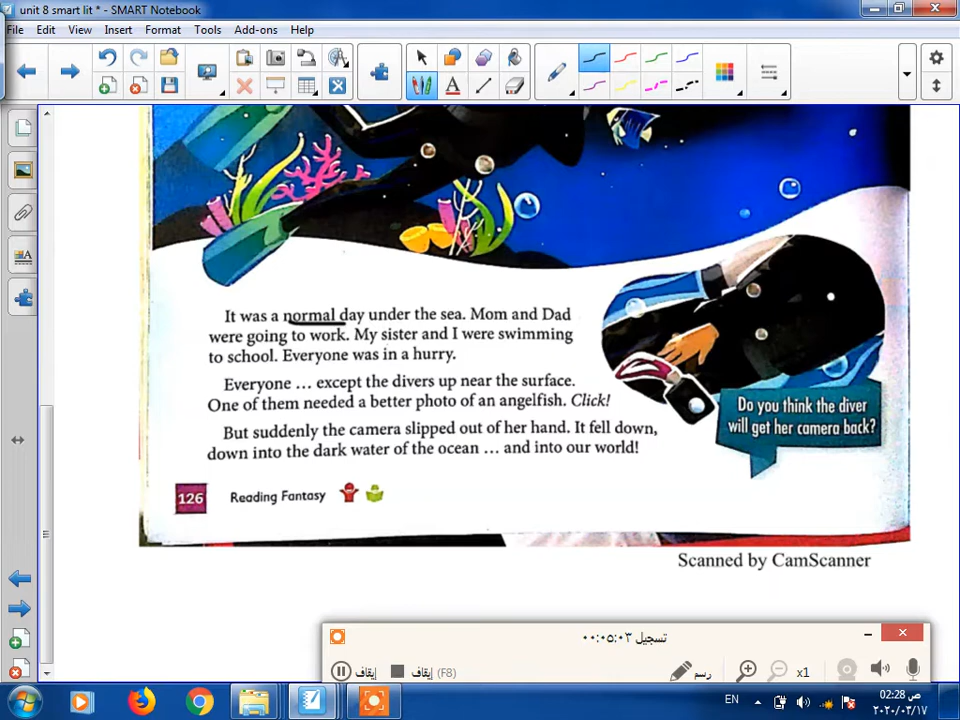 unit 8 smart lit * - SMART Notebook
File Edit View Insert Format Tools Add-ons Help
It was a normal day under the sea. Mom and Dad
were going to work. My sister and I were swimming
to school. Everyone was in a hurry.
Everyone … except the divers up near the surface.
One of them needed a better photo of an angelfish. Click!
But suddenly the camera slipped out of her hand. It fell down,
down into the dark water of the ocean … and into our world!
Do you think the diver
will get her camera back?
126 Reading Fantasy
Scanned by CamScanner
تسجيل ٠٠:٠٥:٠٣
إيقاف إيقاف (F8) رسم x1
EN ص 02:28
٢٠٢٠/٠٣/١٧